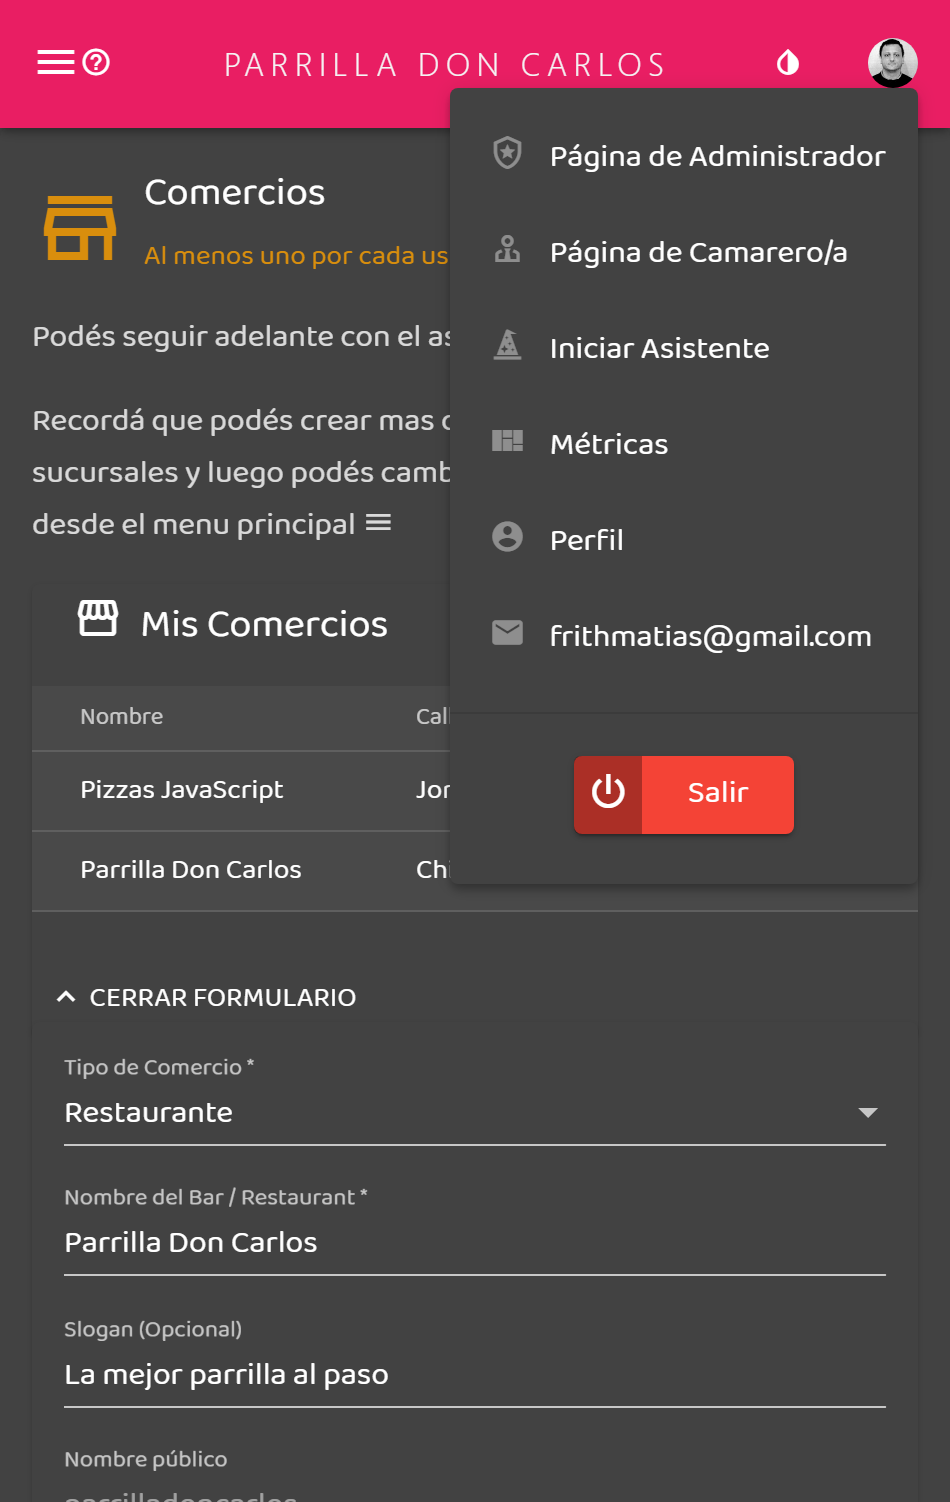 PARRILLA DON CARLOS
Página de Administrador
Página de Camarero/a
Iniciar Asistente
Métricas
Perfil
frithmatias@gmail.com
Salir
Comercios
Al menos uno por cada us
Podés seguir adelante con el as
Recordá que podés crear mas
sucursales y luego podés camb
desde el menu principal
Mis Comercios
Nombre Call
Pizzas JavaScript Jor
Parrilla Don Carlos Chi
CERRAR FORMULARIO
Tipo de Comercio *
Restaurante
Nombre del Bar / Restaurant *
Parrilla Don Carlos
Slogan (Opcional)
La mejor parrilla al paso
Nombre público
parrilladoncarlos